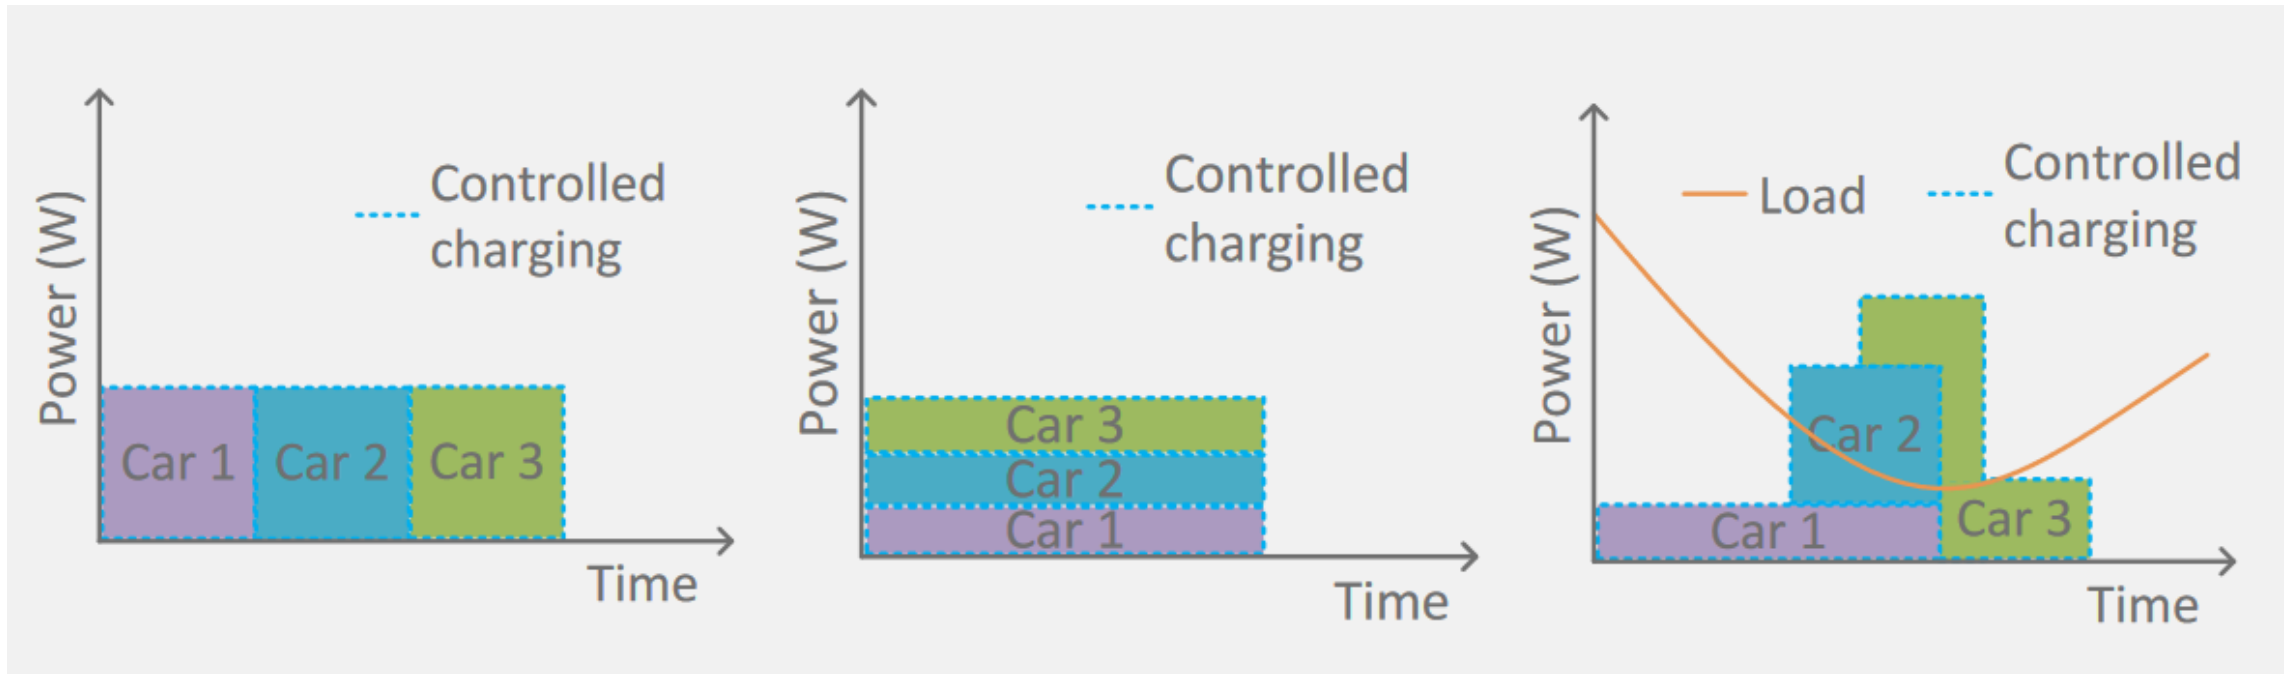 Power (W)
Controlled
charging
Car 1
Car 2
Car 3
Time
Power (W)
Controlled
charging
Car 3
Car 2
Car 1
Time
Power (W)
Load
Controlled
charging
Car 2
Car 1
Car 3
Time